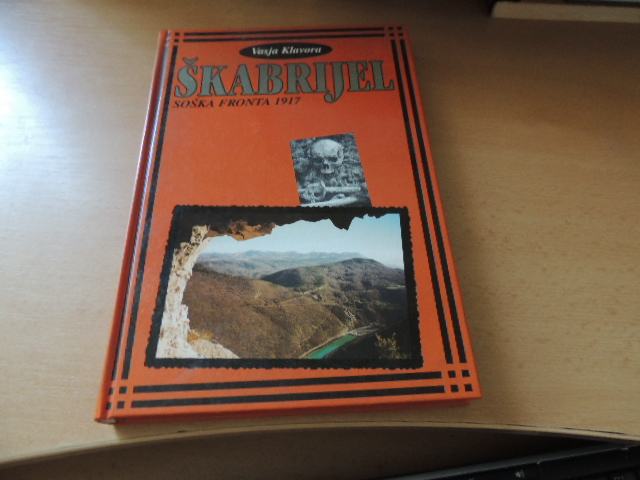 Vasja Klavora
ŠKABRIJEL
SOŠKA FRONTA 1917